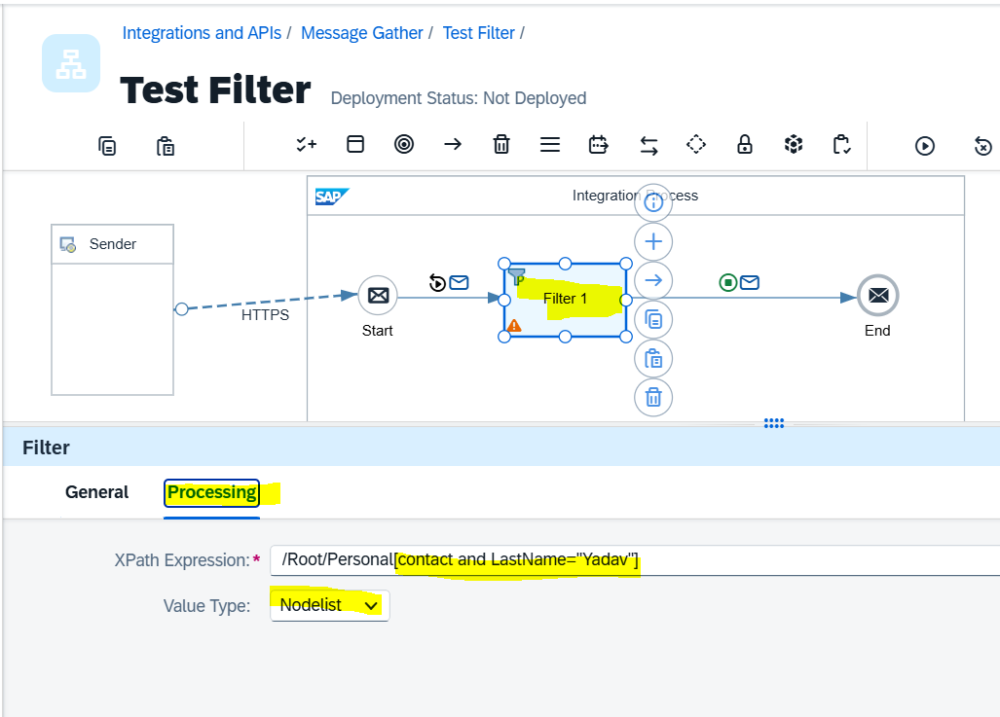 Integrations and APIs / Message Gather / Test Filter /
Test Filter Deployment Status: Not Deployed
SAP Integration Process
Sender
HTTPS
Start
Filter 1
End
Filter
General Processing
XPath Expression:* /Root/Personal[contact and LastName="Yadav"]
Value Type: Nodelist